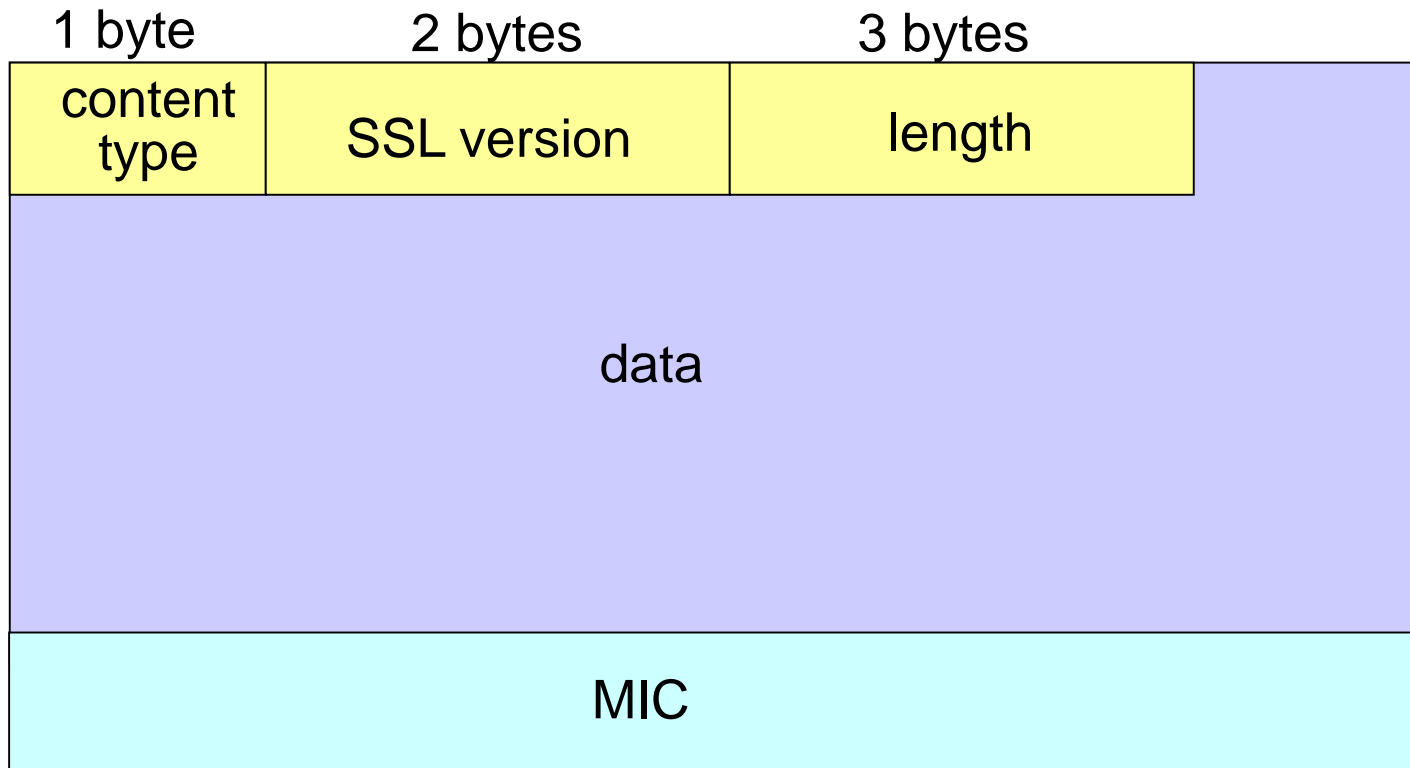 1 byte 2 bytes 3 bytes
content
type
SSL version
length
data
MIC